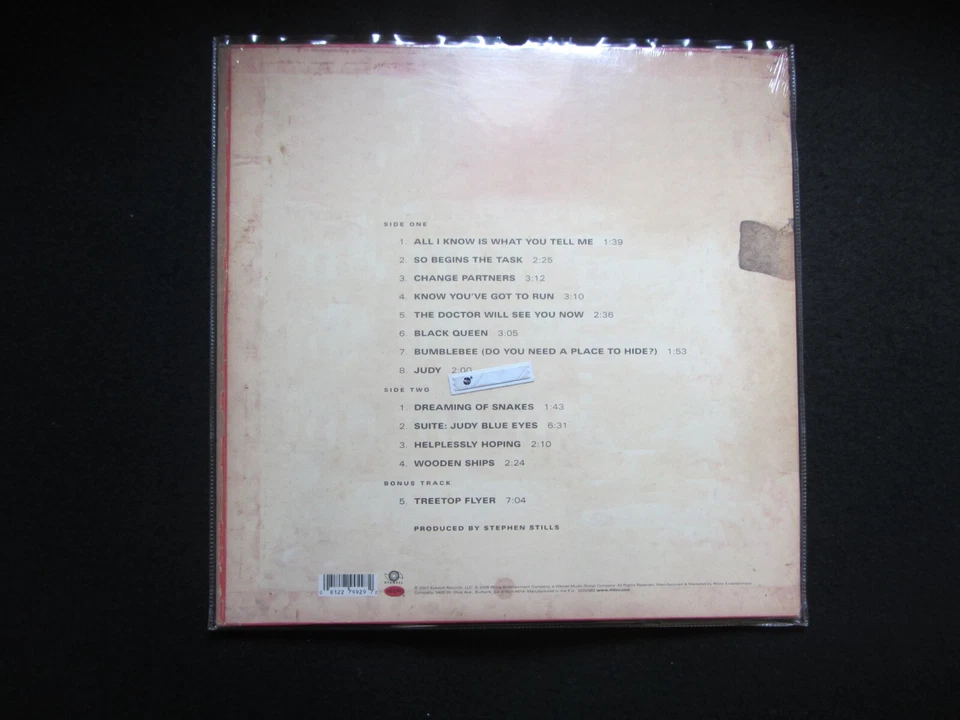 SIDE ONE
1. ALL I KNOW IS WHAT YOU TELL ME 1:39
2. SO BEGINS THE TASK 2:25
3. CHANGE PARTNERS 3:12
4. KNOW YOU'VE GOT TO RUN 3:10
5. THE DOCTOR WILL SEE YOU NOW 2:36
6. BLACK QUEEN 3:05
7. BUMBLEBEE (DO YOU NEED A PLACE TO HIDE?) 1:53
8. JUDY 2:00
SIDE TWO
1. DREAMING OF SNAKES 1:43
2. SUITE: JUDY BLUE EYES 6:31
3. HELPLESSLY HOPING 2:10
4. WOODEN SHIPS 2:24
BONUS TRACK
5. TREETOP FLYER 7:04
PRODUCED BY STEPHEN STILLS
www.rhino.com